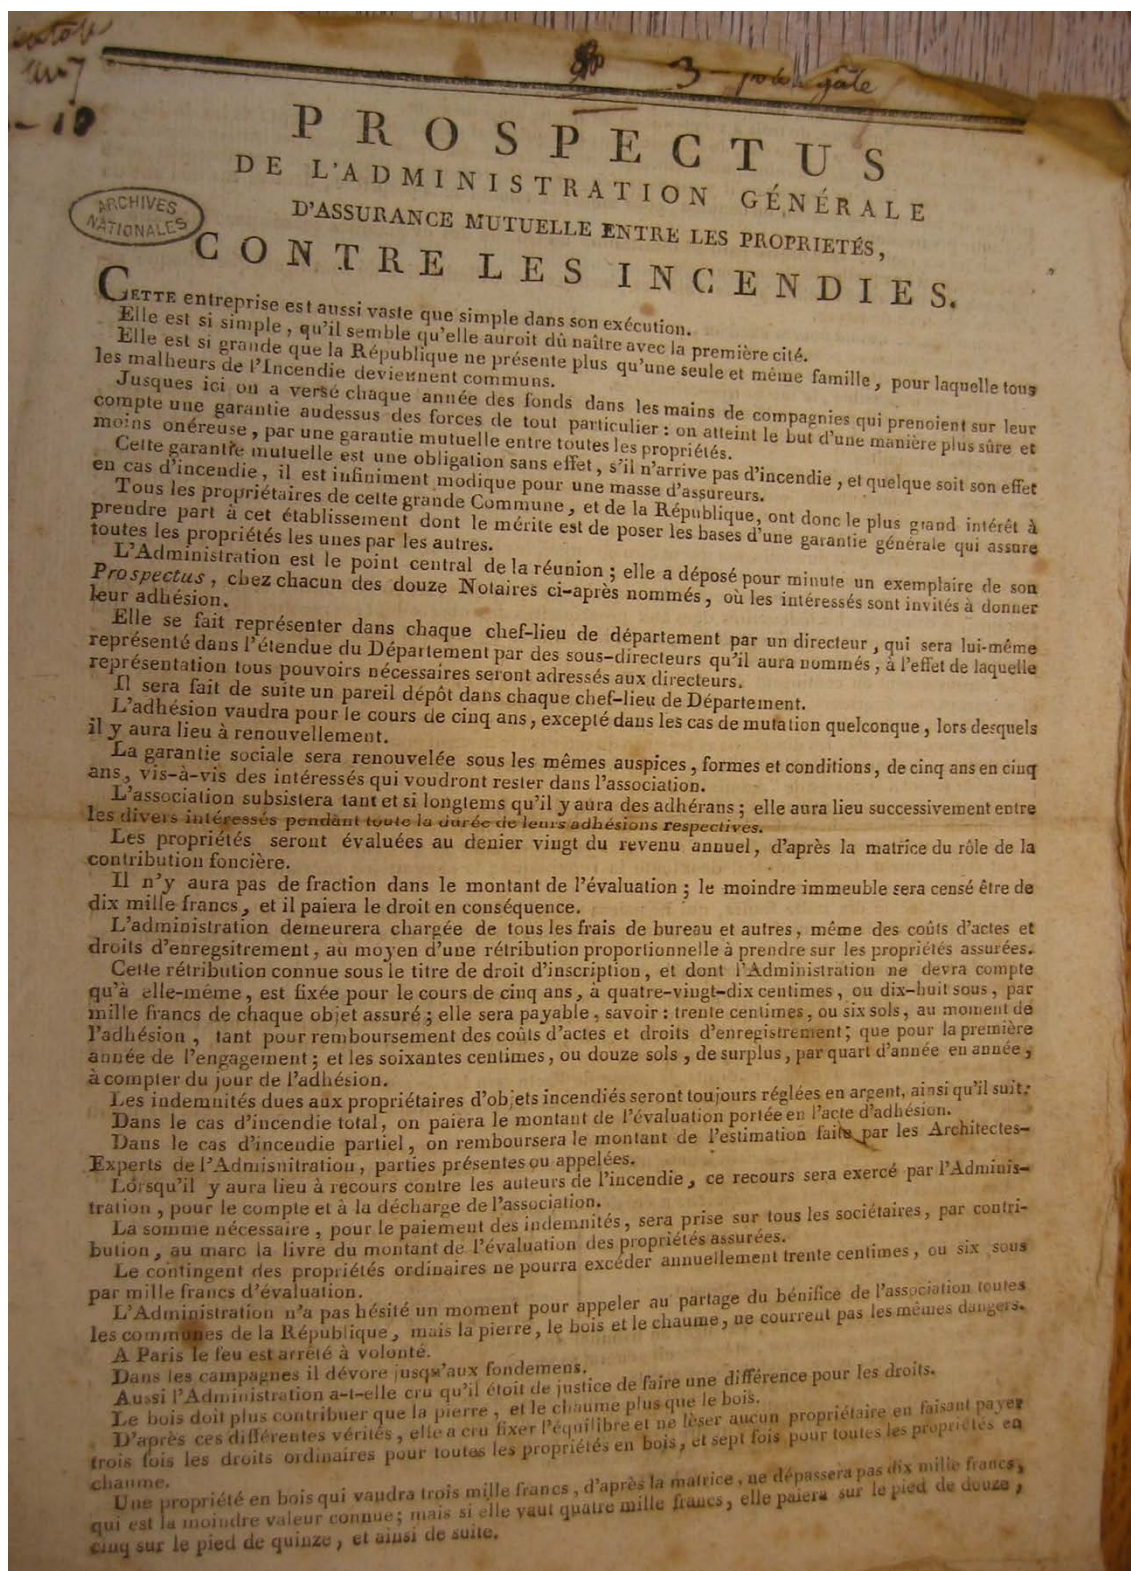 - 10
3
gâté
PROSPECTUS
DE L'ADMINISTRATION GÉNÉRALE
D'ASSURANCE MUTUELLE ENTRE LES PROPRIETÉS,
ARCHIVES
NATIONALES
CONTRE LES INCENDIES.
CETTE entreprise est aussi vaste que simple dans son exécution.
Elle est si simple, qu'il semble qu'elle auroit dû naître avec la première cité.
Elle est si grande que la République ne présente plus qu'une seule et même famille, pour laquelle tous
les malheurs de l'Incendie deviennent communs.
Jusques ici on a versé chaque année des fonds dans les mains de compagnies qui prenoient sur leur
compte une garantie audessus des forces de tout particulier : on atteint le but d'une manière plus sûre et
moins onéreuse, par une garantie mutuelle entre toutes les propriétés.
Cette garantie mutuelle est une obligation sans effet, s'il n'arrive pas d'incendie, et quelque soit son effet
en cas d'incendie, il est infiniment modique pour une masse d'assureurs.
Tous les propriétaires de cette grande Commune, et de la République, ont donc le plus grand intérêt à
prendre part à cet établissement dont le mérite est de poser les bases d'une garantie générale qui assure
toutes les propriétés les unes par les autres.
L'Administration est le point central de la réunion ; elle a déposé pour minute un exemplaire de son
Prospectus, chez chacun des douze Notaires ci-après nommés, où les intéressés sont invités à donner
leur adhésion.
Elle se fait représenter dans chaque chef-lieu de département par un directeur, qui sera lui-même
représenté dans l'étendue du Département par des sous-directeurs qu'il aura nommés, à l'effet de laquelle
représentation tous pouvoirs nécessaires seront adressés aux directeurs.
Il sera fait de suite un pareil dépôt dans chaque chef-lieu de Département.
L'adhésion vaudra pour le cours de cinq ans, excepté dans les cas de mutation quelconque, lors desquels
il y aura lieu à renouvellement.
La garantie sociale sera renouvelée sous les mêmes auspices, formes et conditions, de cinq ans en cinq
ans, vis-à-vis des intéressés qui voudront rester dans l'association.
L'association subsistera tant et si longtems qu'il y aura des adhérans ; elle aura lieu successivement entre
les divers intéressés pendant toute la durée de leurs adhésions respectives.
Les propriétés seront évaluées au denier vingt du revenu annuel, d'après la matrice du rôle de la
contribution foncière.
Il n'y aura pas de fraction dans le montant de l'évaluation ; le moindre immeuble sera censé être de
dix mille francs, et il paiera le droit en conséquence.
L'administration demeurera chargée de tous les frais de bureau et autres, même des coûts d'actes et
droits d'enregsitrement, au moyen d'une rétribution proportionnelle à prendre sur les propriétés assurées.
Cette rétribution connue sous le titre de droit d'inscription, et dont l'Administration ne devra compte
qu'à elle-même, est fixée pour le cours de cinq ans, à quatre-vingt-dix centimes, ou dix-huit sous, par
mille francs de chaque objet assuré ; elle sera payable, savoir : trente centimes, ou six sols, au moment de
l'adhésion, tant pour remboursement des coûts d'actes et droits d'enregistrement; que pour la première
année de l'engagement ; et les soixantes centimes, ou douze sols, de surplus, par quart d'année en année,
à compter du jour de l'adhésion.
Les indemnités dues aux propriétaires d'objets incendiés seront toujours réglées en argent, ainsi qu'il suit:
Dans le cas d'incendie total, on paiera le montant de l'évaluation portée en l'acte d'adhésion.
Dans le cas d'incendie partiel, on remboursera le montant de l'estimation faite par les Architectes-
Experts de l'Admisnitration, parties présentes ou appelées.
Lorsqu'il y aura lieu à recours contre les auteurs de l'incendie, ce recours sera exercé par l'Adminis-
tration, pour le compte et à la décharge de l'association.
La somme nécessaire, pour le paiement des indemnités, sera prise sur tous les sociétaires, par contri-
bution, au marc la livre du montant de l'évaluation des propriétés assurées.
Le contingent des propriétés ordinaires ne pourra excéder annuellement trente centimes, ou six sous
par mille francs d'évaluation.
L'Administration n'a pas hésité un moment pour appeler au partage du bénifice de l'association toutes
les communes de la République, mais la pierre, le bois et le chaume, ne courrent pas les mêmes dangers.
A Paris le feu est arrêté à volonté.
Dans les campagnes il dévore jusqu'aux fondemens.
Aussi l'Administration a-t-elle cru qu'il étoit de justice de faire une différence pour les droits.
Le bois doit plus contribuer que la pierre, et le chaume plus que le bois.
D'après ces différentes vérités, elle a cru fixer l'équilibre et ne lèser aucun propriétaire en faisant payer
trois fois les droits ordinaires pour toutes les propriétés en bois, et sept fois pour toutes les propriétés en
chaume.
Une propriété en bois qui vaudra trois mille francs, d'après la matrice, ne dépassera pas dix mille francs,
qui est la moindre valeur connue; mais si elle vaut quatre mille francs, elle paiera sur le pied de douze,
cinq sur le pied de quinze, et ainsi de suite.